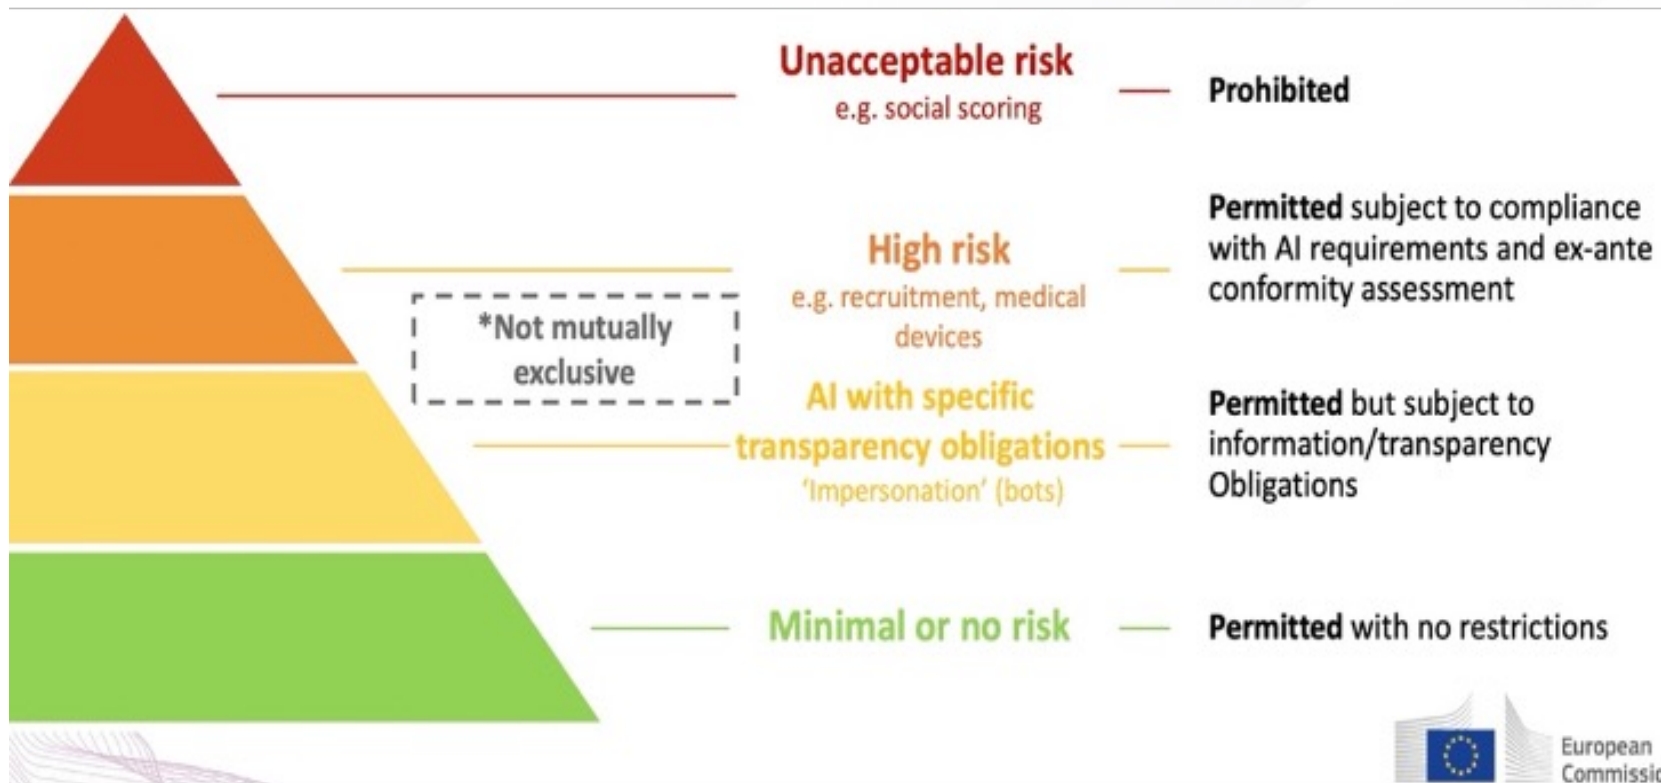 Unacceptable risk
e.g. social scoring
Prohibited
High risk
e.g. recruitment, medical
devices
Permitted subject to compliance
with AI requirements and ex-ante
conformity assessment
*Not mutually
exclusive
AI with specific
transparency obligations
'Impersonation' (bots)
Permitted but subject to
information/transparency
Obligations
Minimal or no risk
Permitted with no restrictions
European
Commissio